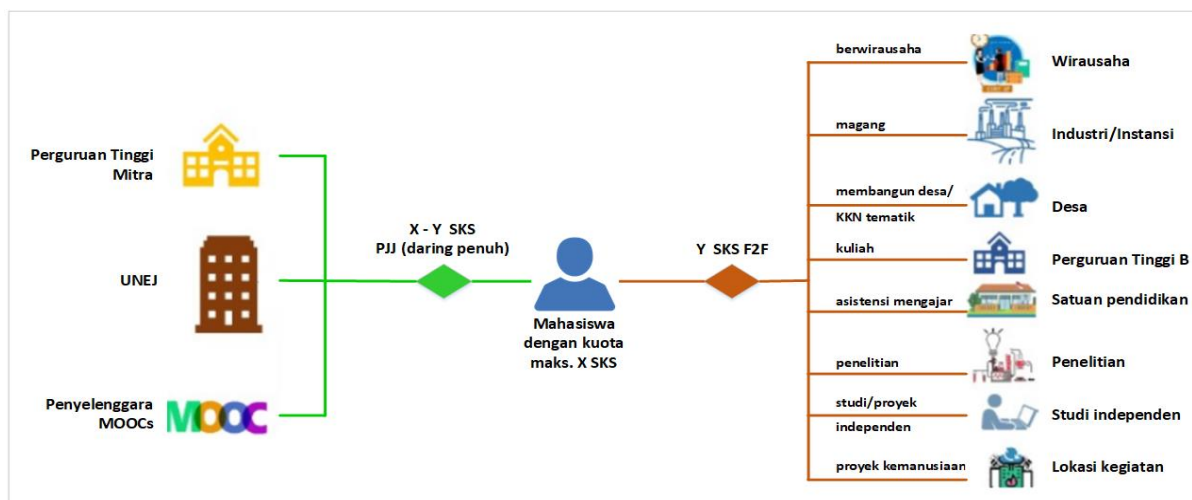 Perguruan Tinggi
Mitra
UNEJ
Penyelenggara
MOOCs
MOOC
X - Y SKS
PJJ (daring penuh)
Mahasiswa
dengan kuota
maks. X SKS
Y SKS F2F
berwirausaha
START UP
Wirausaha
magang
Industri/Instansi
membangun desa/
KKN tematik
Desa
kuliah
Perguruan Tinggi B
asistensi mengajar
Satuan pendidikan
penelitian
Penelitian
studi/proyek
independen
Studi independen
proyek kemanusiaan
Lokasi kegiatan